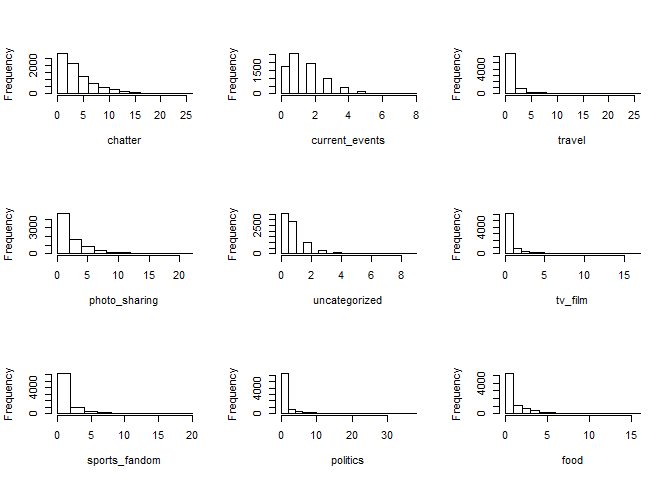 Frequency
0 2000
0 5 10 15 20 25
chatter
Frequency
0 1500
0 2 4 6 8
current_events
Frequency
0 4000
0 5 10 15 20 25
travel
Frequency
0 3000
0 5 10 15 20
photo_sharing
Frequency
0 2500
0 2 4 6 8
uncategorized
Frequency
0 4000
0 5 10 15
tv_film
Frequency
0 4000
0 5 10 15 20
sports_fandom
Frequency
0 4000
0 10 20 30
politics
Frequency
0 4000
0 5 10 15
food